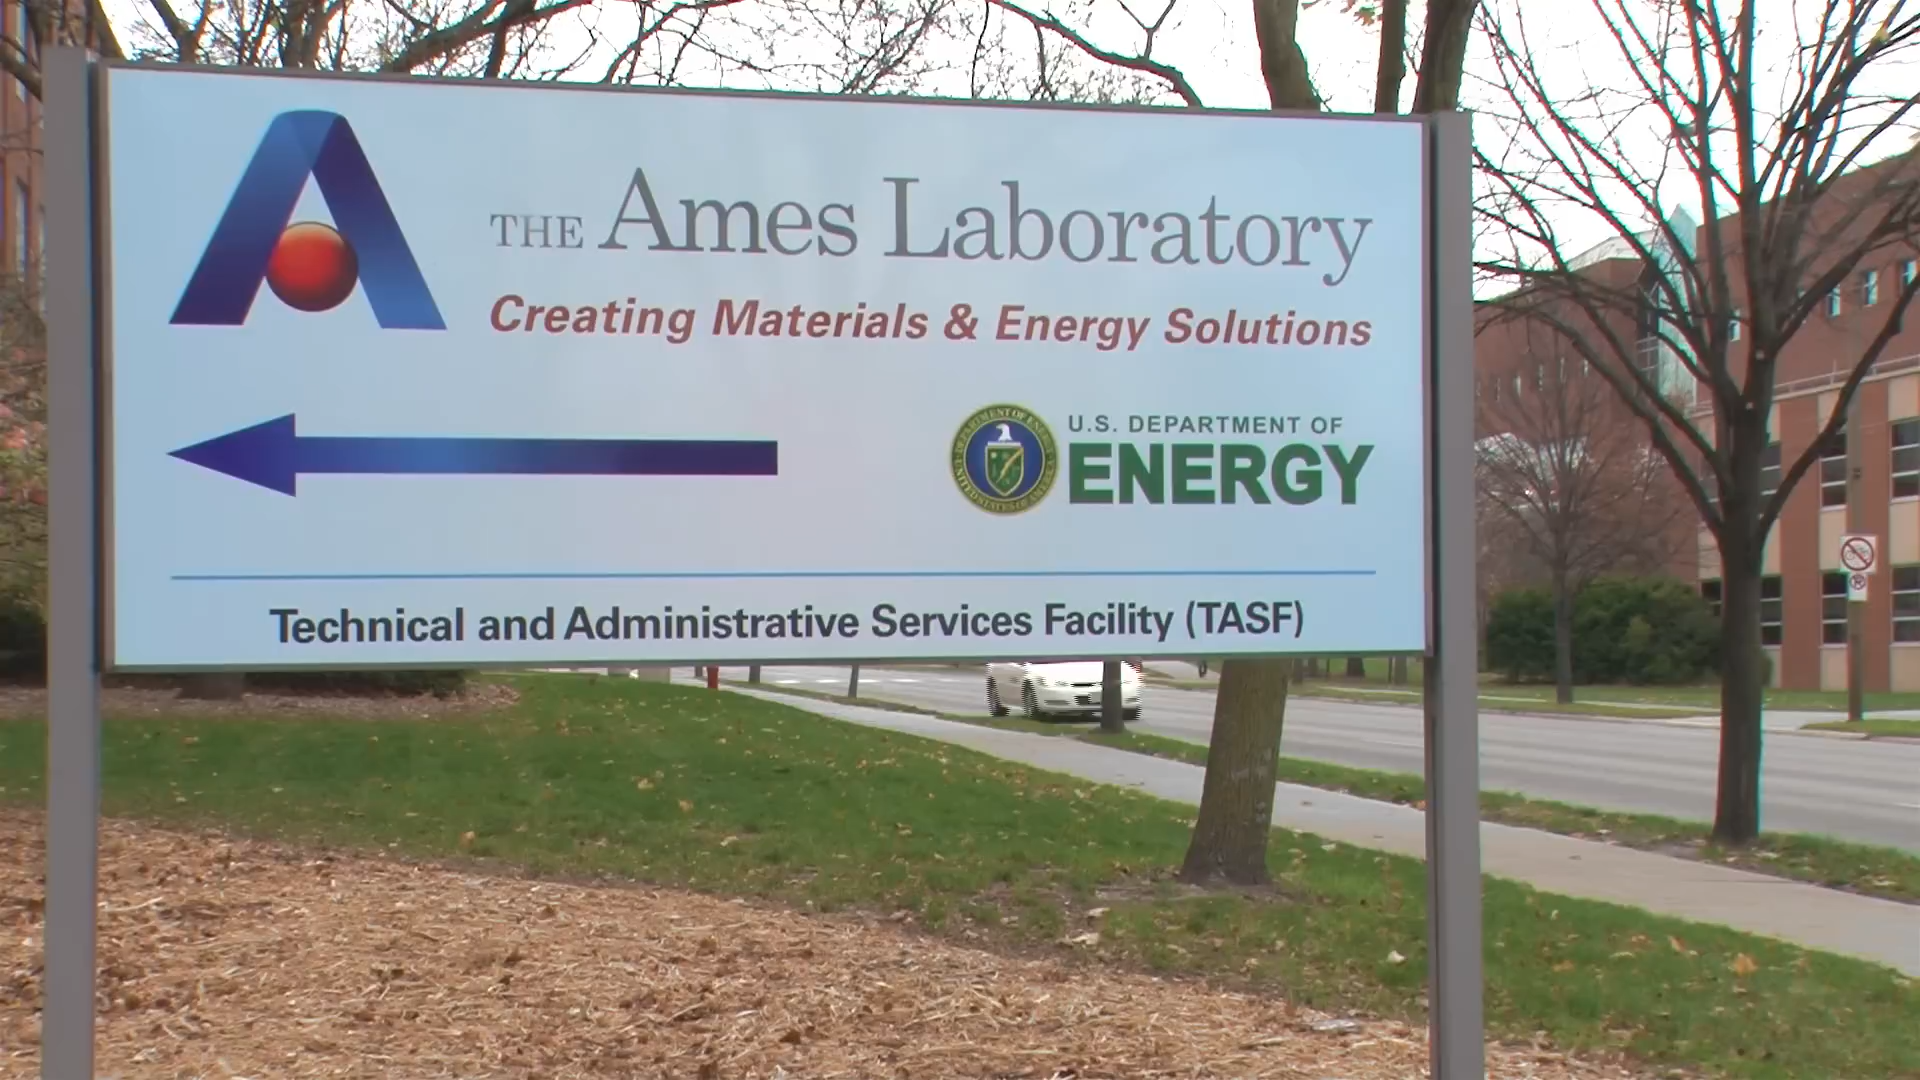 THE Ames Laboratory
Creating Materials & Energy Solutions
U.S. DEPARTMENT OF
ENERGY
Technical and Administrative Services Facility (TASF)